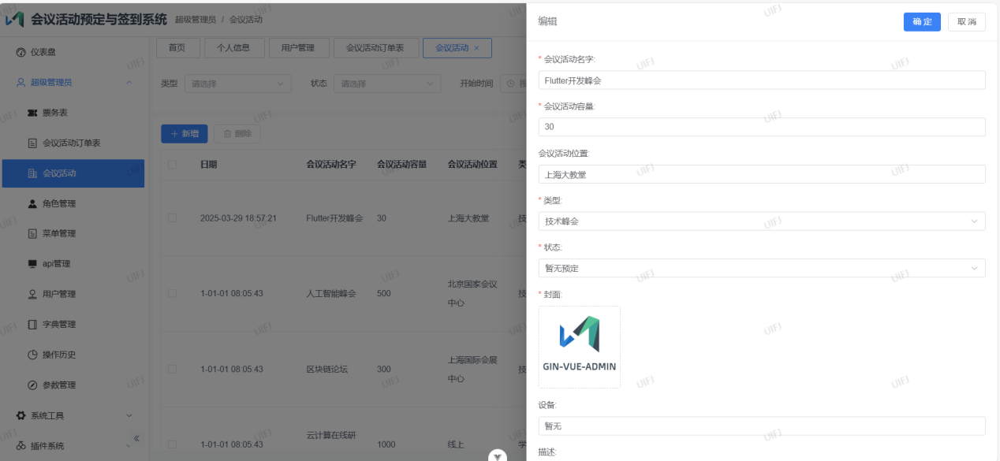 会议活动预定与签到系统
超级管理员 / 会议活动
仪表盘
超级管理员
票务表
会议活动订单表
会议活动
角色管理
菜单管理
api管理
用户管理
字典管理
操作历史
参数管理
系统工具
插件系统
首页 个人信息 用户管理 会议活动订单表 会议活动 ×
类型 请选择 状态 请选择 开始时间
+ 新增 删除
日期 会议活动名字 会议活动容量 会议活动位置 类
2025-03-29 18:57:21 Flutter开发峰会 30 上海大教堂 技
1-01-01 08:05:43 人工智能峰会 500 北京国家会议
中心 技
1-01-01 08:05:43 区块链论坛 300 上海国际会展
中心 技
1-01-01 08:05:43 云计算在线研 1000 线上 学
编辑
确定 取消
* 会议活动名字:
Flutter开发峰会
* 会议活动容量:
30
会议活动位置:
上海大教堂
* 类型:
技术峰会
* 状态:
暂无预定
* 封面:
GIN-VUE-ADMIN
设备:
暂无
描述: